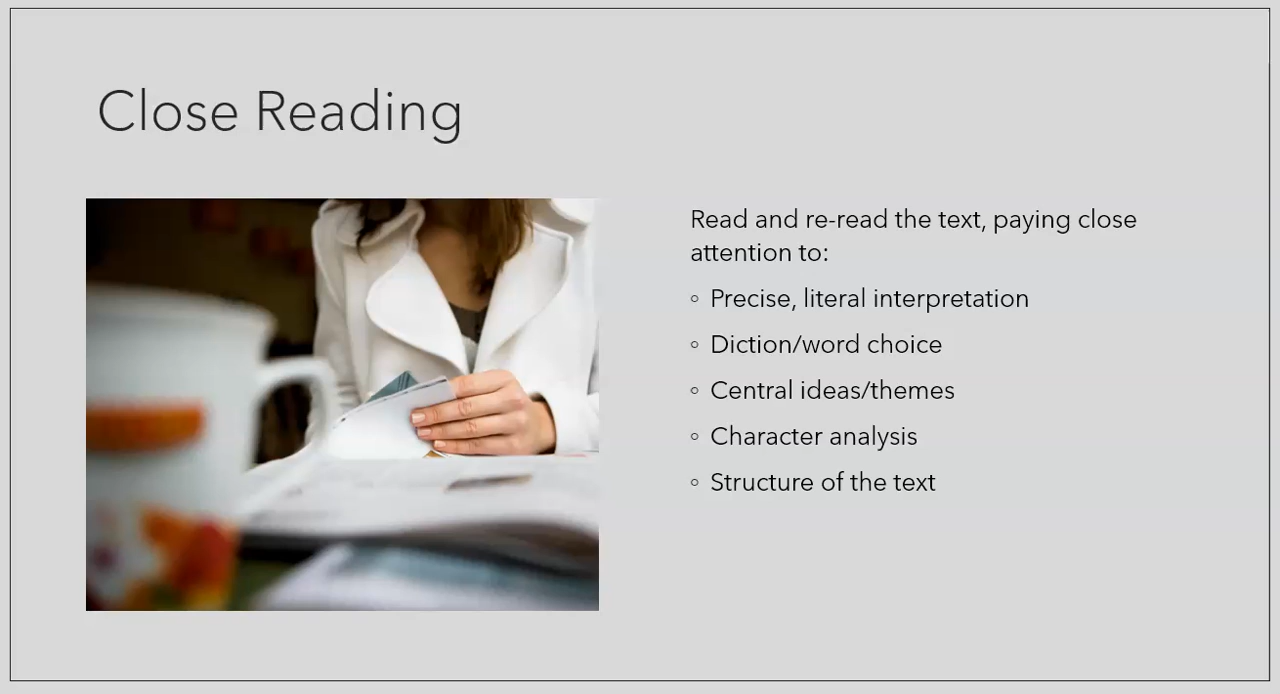 Close Reading
Read and re-read the text, paying close
attention to:
◦ Precise, literal interpretation
◦ Diction/word choice
◦ Central ideas/themes
◦ Character analysis
◦ Structure of the text